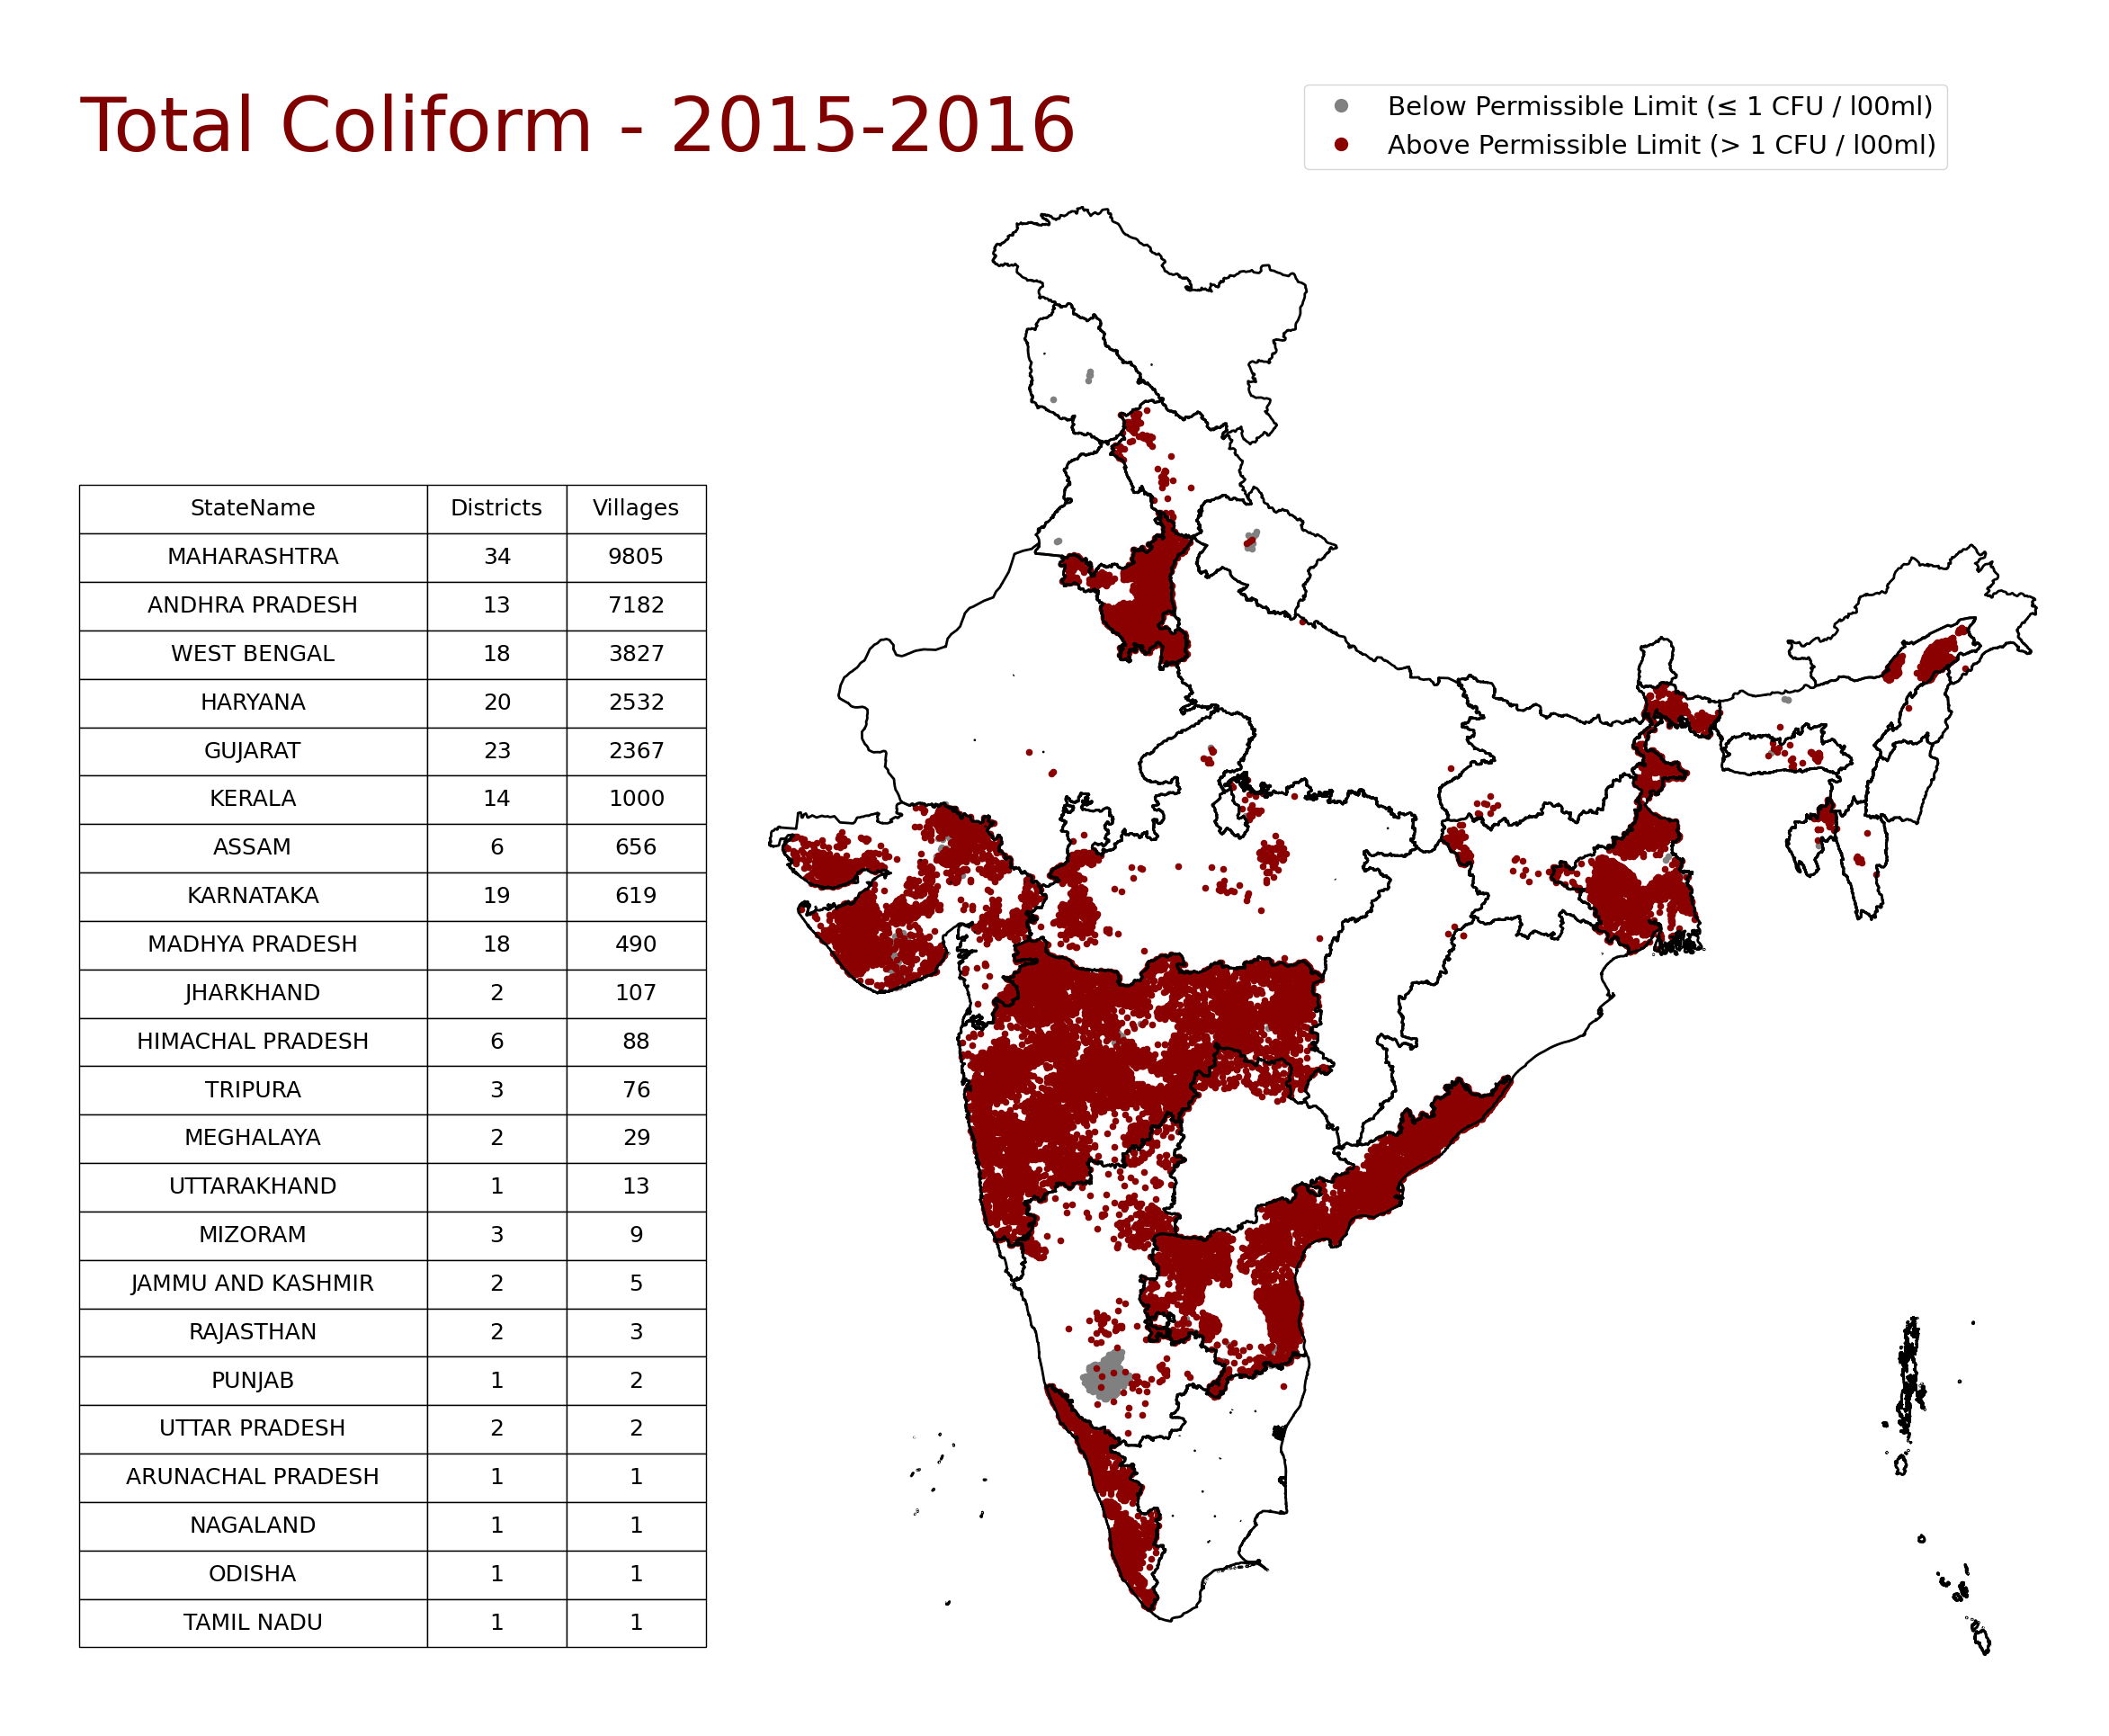 Total Coliform - 2015-2016
Below Permissible Limit (≤ 1 CFU / l00ml)
Above Permissible Limit (> 1 CFU / l00ml)
StateName Districts Villages
MAHARASHTRA 34 9805
ANDHRA PRADESH 13 7182
WEST BENGAL 18 3827
HARYANA 20 2532
GUJARAT 23 2367
KERALA 14 1000
ASSAM 6 656
KARNATAKA 19 619
MADHYA PRADESH 18 490
JHARKHAND 2 107
HIMACHAL PRADESH 6 88
TRIPURA 3 76
MEGHALAYA 2 29
UTTARAKHAND 1 13
MIZORAM 3 9
JAMMU AND KASHMIR 2 5
RAJASTHAN 2 3
PUNJAB 1 2
UTTAR PRADESH 2 2
ARUNACHAL PRADESH 1 1
NAGALAND 1 1
ODISHA 1 1
TAMIL NADU 1 1